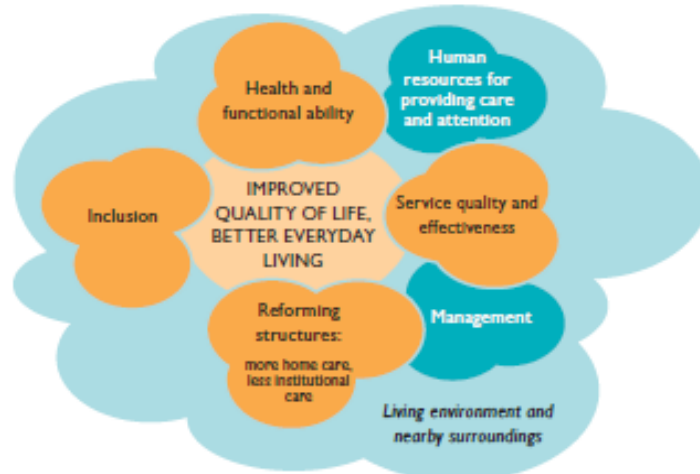 Health and
functional ability
Human
resources for
providing care
and attention
Inclusion
IMPROVED
QUALITY OF LIFE,
BETTER EVERYDAY
LIVING
Service quality and
effectiveness
Reforming
structures:
more home care,
less institutional
care
Management
Living environment and
nearby surroundings